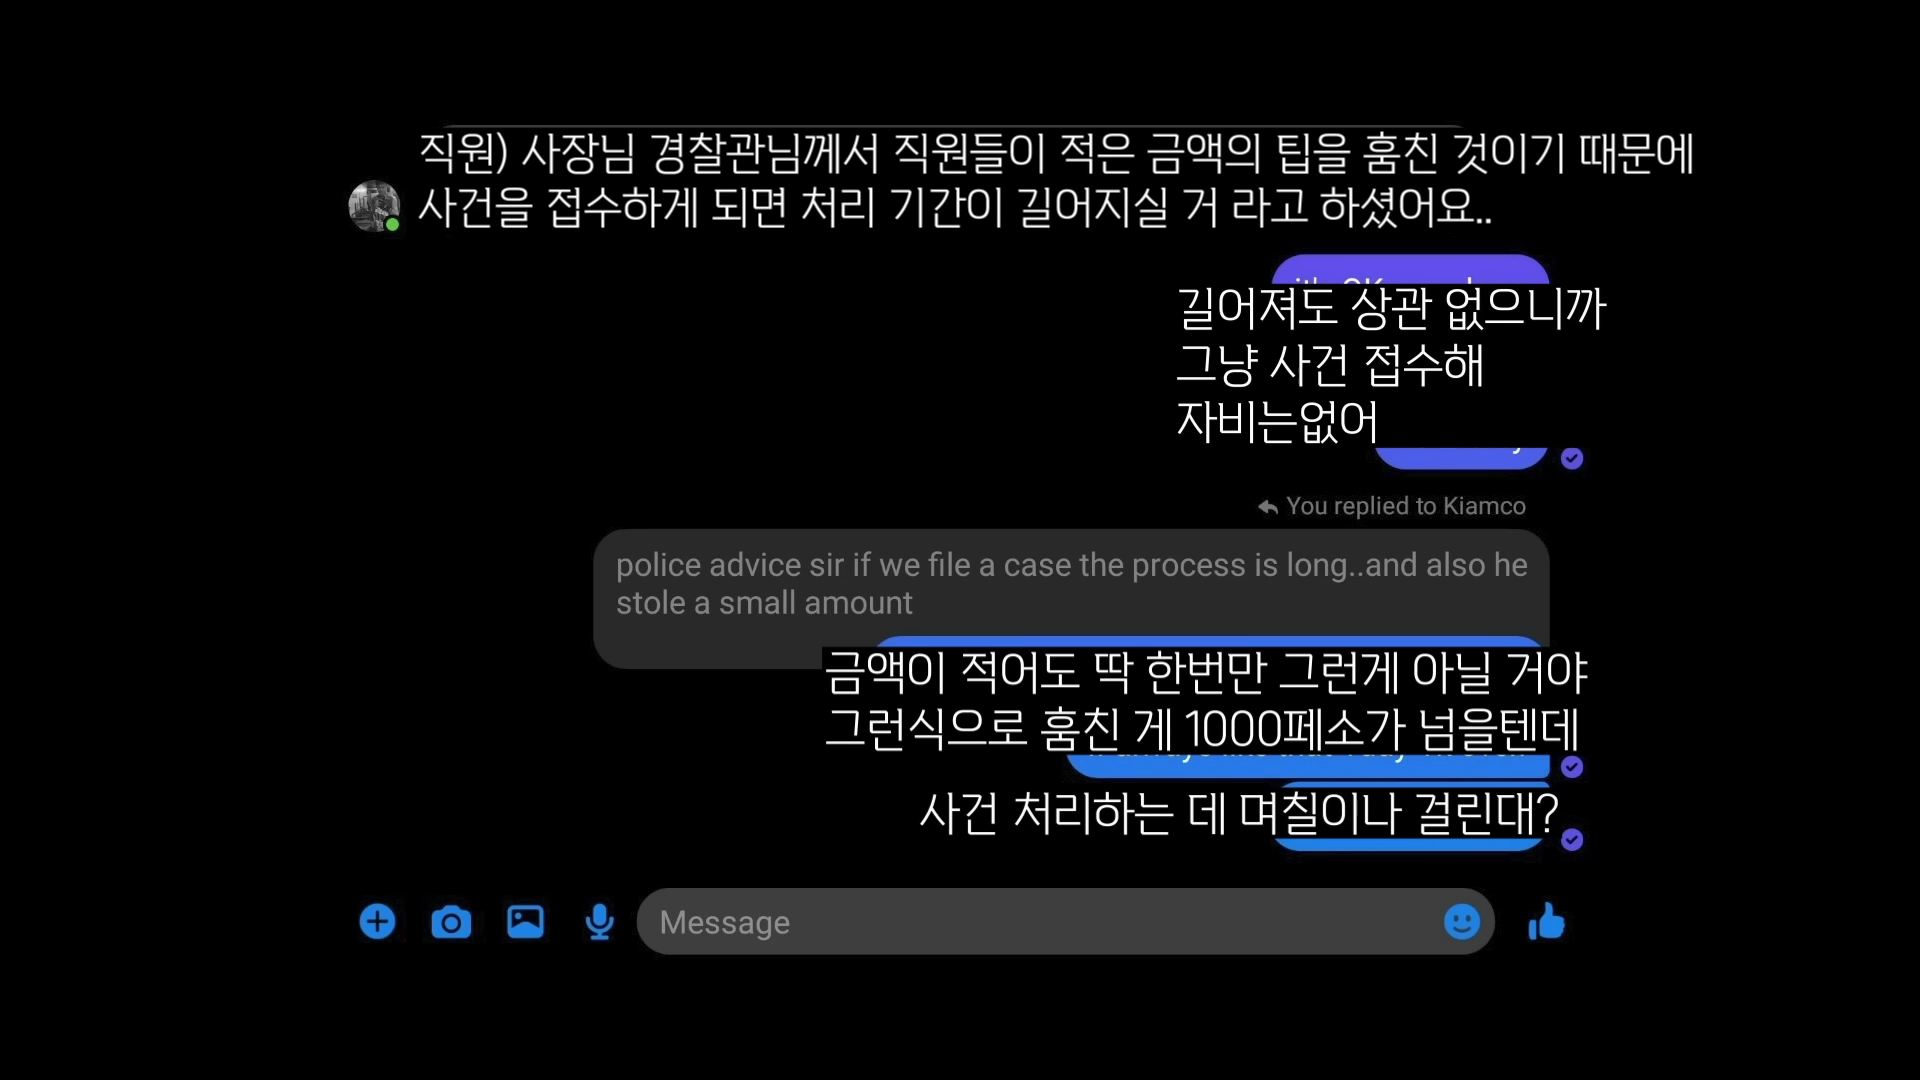 직원) 사장님 경찰관님께서 직원들이 적은 금액의 팁을 훔친 것이기 때문에
사건을 접수하게 되면 처리 기간이 길어지실 거 라고 하셨어요..
길어져도 상관 없으니까
그냥 사건 접수해
자비는없어
You replied to Kiamco
police advice sir if we file a case the process is long..and also he
stole a small amount
금액이 적어도 딱 한번만 그런게 아닐 거야
그런식으로 훔친 게 1000페소가 넘을텐데
사건 처리하는 데 며칠이나 걸린대?
Message